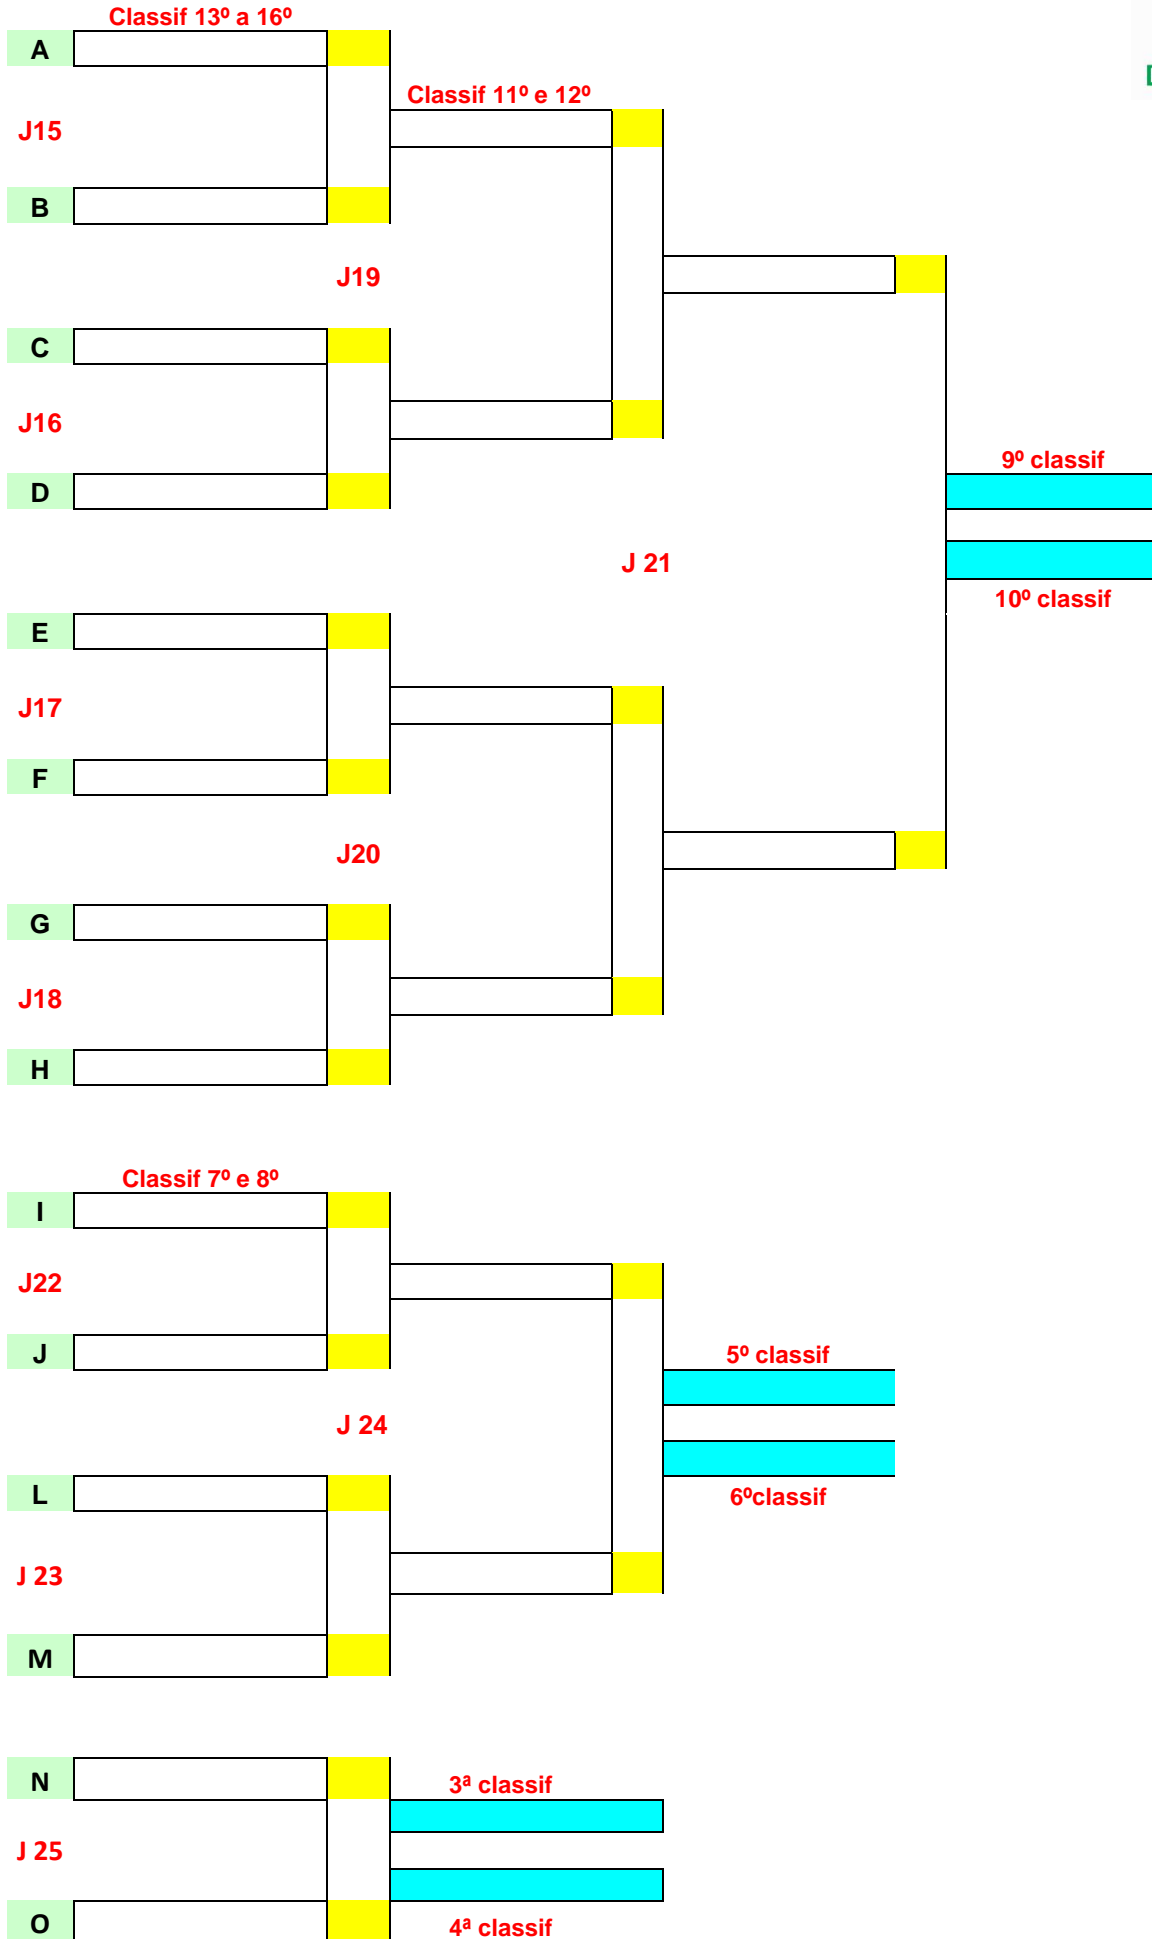 Classif 13º a 16º
A
Classif 11º e 12º
J15
B
J19
C
J16
9º classif
D
J 21
10º classif
E
J17
F
J20
G
J18
H
Classif 7º e 8º
I
J22
J
5º classif
J 24
L
6ºclassif
J 23
M
N
3ª classif
J 25
O
4ª classif